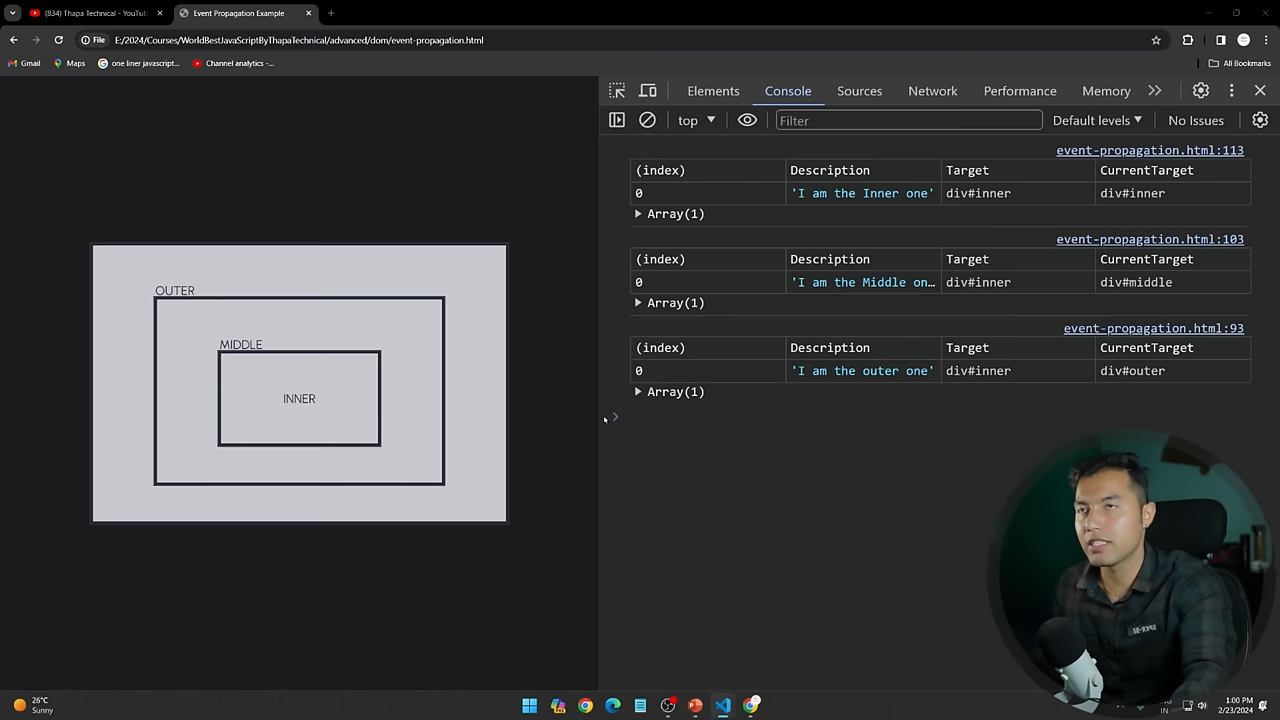 (834) Thapa Technical - YouTub
Event Propagation Example
File
E:/2024/Courses/WorldBestJavaScriptByThapaTechnical/advanced/dom/event-propagation.html
Gmail
Maps
one liner javascript...
Channel analytics -...
All Bookmarks
Elements
Console
Sources
Network
Performance
Memory
top
Filter
Default levels
No Issues
event-propagation.html:113
(index) Description Target CurrentTarget
0 'I am the Inner one' div#inner div#inner
Array(1)
event-propagation.html:103
(index) Description Target CurrentTarget
0 'I am the Middle on… div#inner div#middle
Array(1)
event-propagation.html:93
(index) Description Target CurrentTarget
0 'I am the outer one' div#inner div#outer
Array(1)
OUTER
MIDDLE
INNER
26°C
Sunny
IN
1:00 PM
2/23/2024